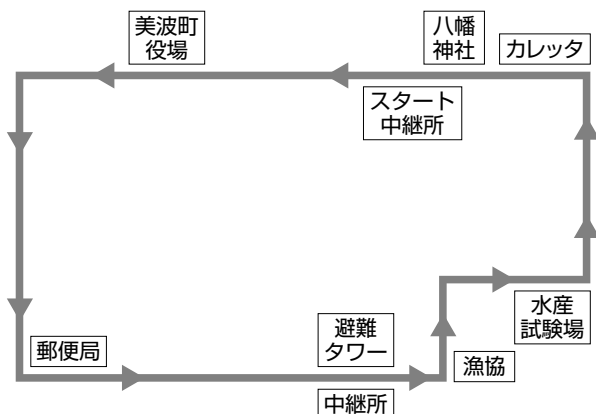 美波町
役場
八幡
神社
カレッタ
スタート
中継所
水産
試験場
避難
タワー
郵便局
漁協
中継所